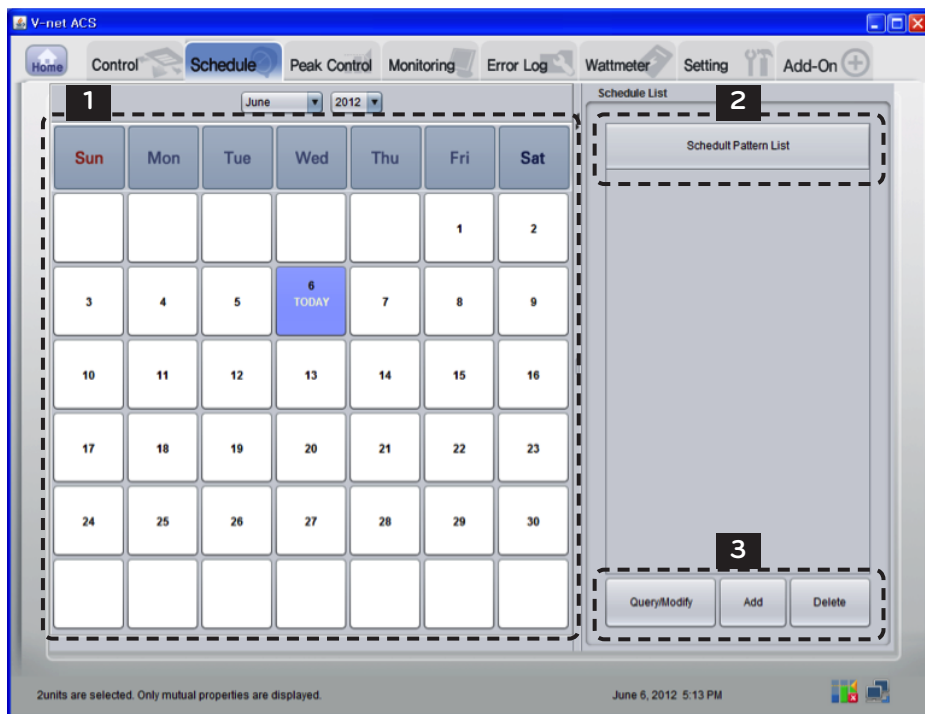 V-net ACS
Home Control Schedule Peak Control Monitoring Error Log Wattmeter Setting Add-On
1
June 2012
Schedule List
2
Schedult Pattern List
Sun Mon Tue Wed Thu Fri Sat
1 2
3 4 5 6 7 8 9
TODAY
10 11 12 13 14 15 16
17 18 19 20 21 22 23
24 25 26 27 28 29 30
3
Query/Modify Add Delete
2units are selected. Only mutual properties are displayed.
June 6, 2012 5:13 PM